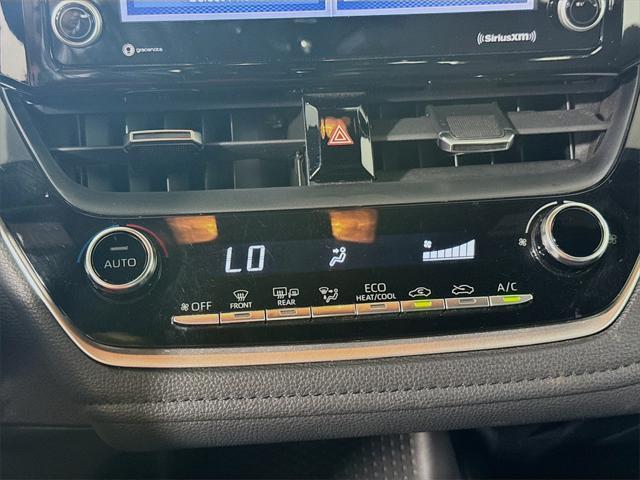 gracenote
SiriusXM
AUTO
LO
OFF
FRONT
REAR
ECO
HEAT/COOL
A/C